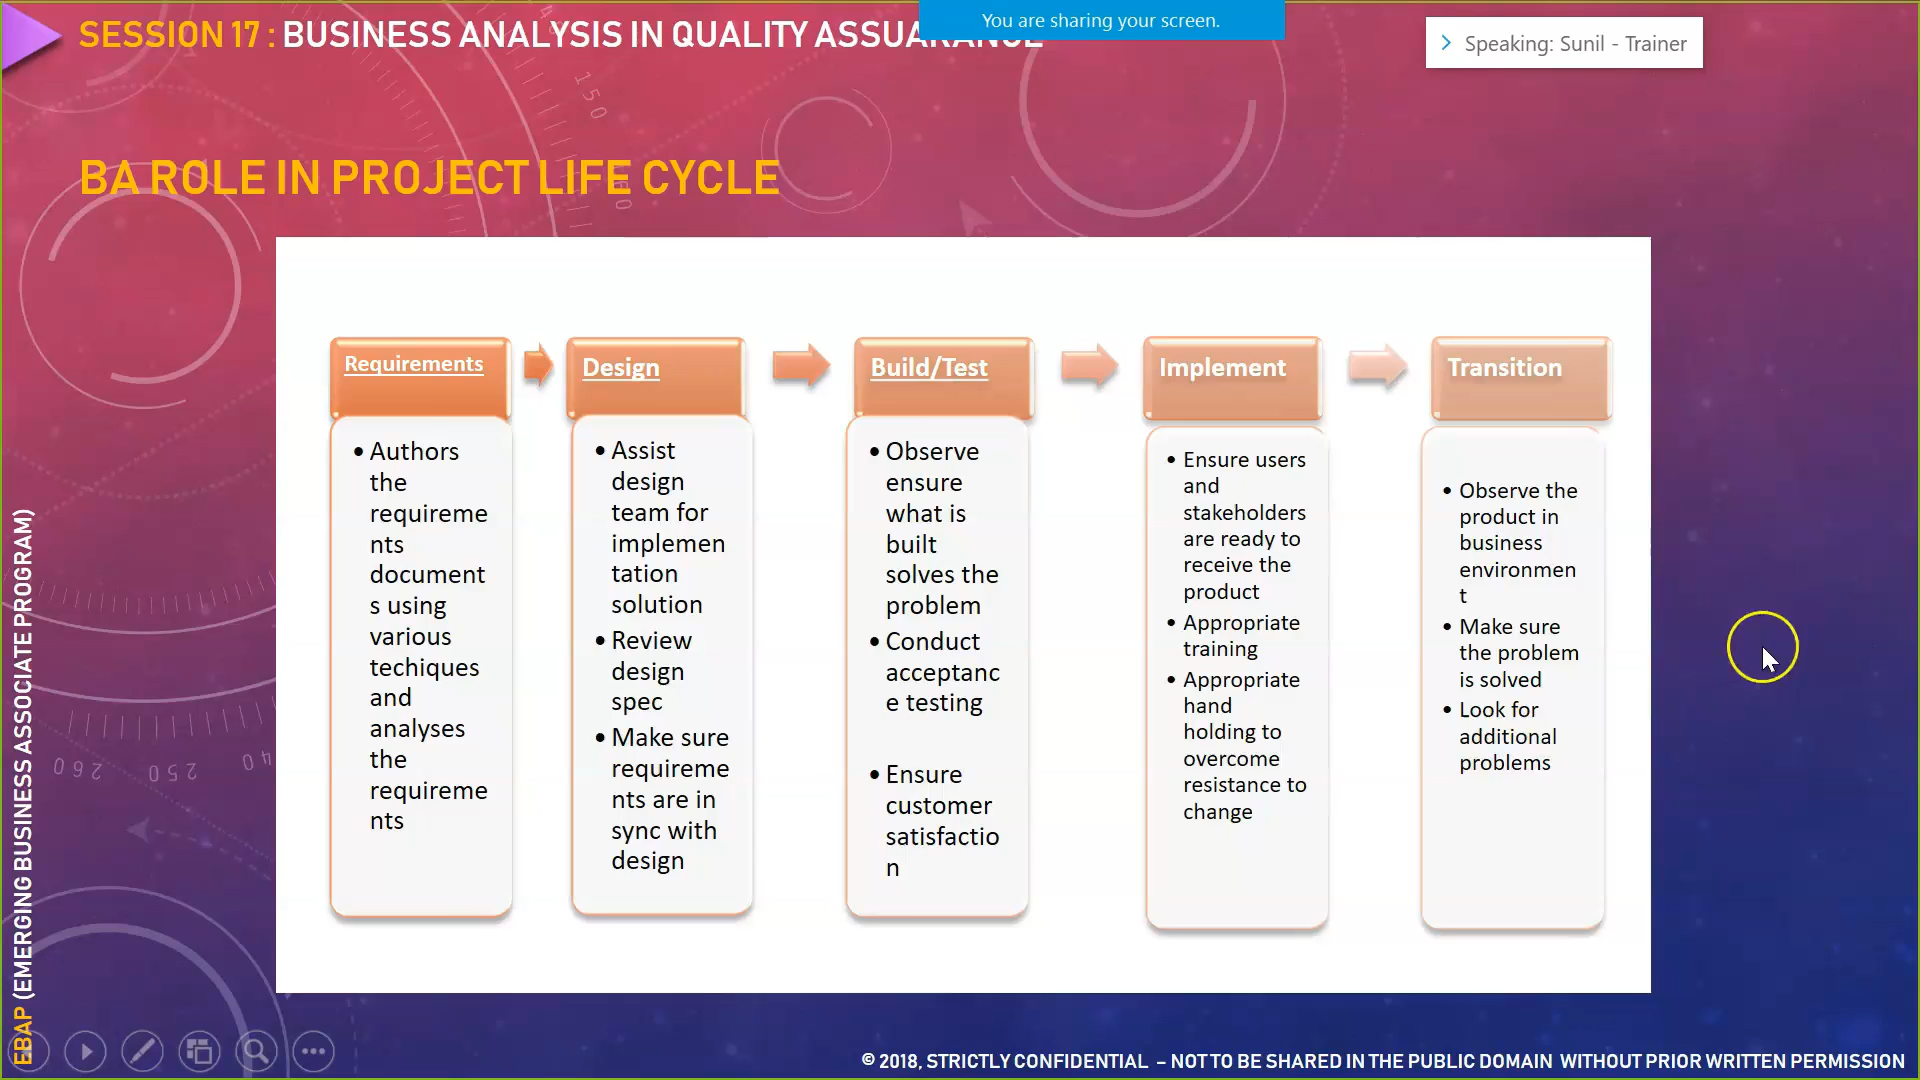 SESSION 17 : BUSINESS ANALYSIS IN QUALITY ASSUARANCE
You are sharing your screen.
Speaking: Sunil - Trainer
BA ROLE IN PROJECT LIFE CYCLE
Requirements
• Authors
the
requireme
nts
document
s using
various
techiques
and
analyses
the
requireme
nts
Design
• Assist
design
team for
implemen
tation
solution
• Review
design
spec
• Make sure
requireme
nts are in
sync with
design
Build/Test
• Observe
ensure
what is
built
solves the
problem
• Conduct
acceptanc
e testing
• Ensure
customer
satisfactio
n
Implement
• Ensure users
and
stakeholders
are ready to
receive the
product
• Appropriate
training
• Appropriate
hand
holding to
overcome
resistance to
change
Transition
• Observe the
product in
business
environmen
t
• Make sure
the problem
is solved
• Look for
additional
problems
EBAP (EMERGING BUSINESS ASSOCIATE PROGRAM)
150
260
250
40
© 2018, STRICTLY CONFIDENTIAL – NOT TO BE SHARED IN THE PUBLIC DOMAIN WITHOUT PRIOR WRITTEN PERMISSION